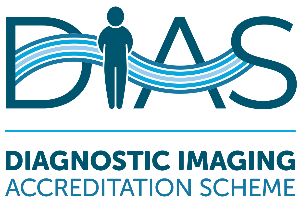 DIAS
DIAGNOSTIC IMAGING
ACCREDITATION SCHEME